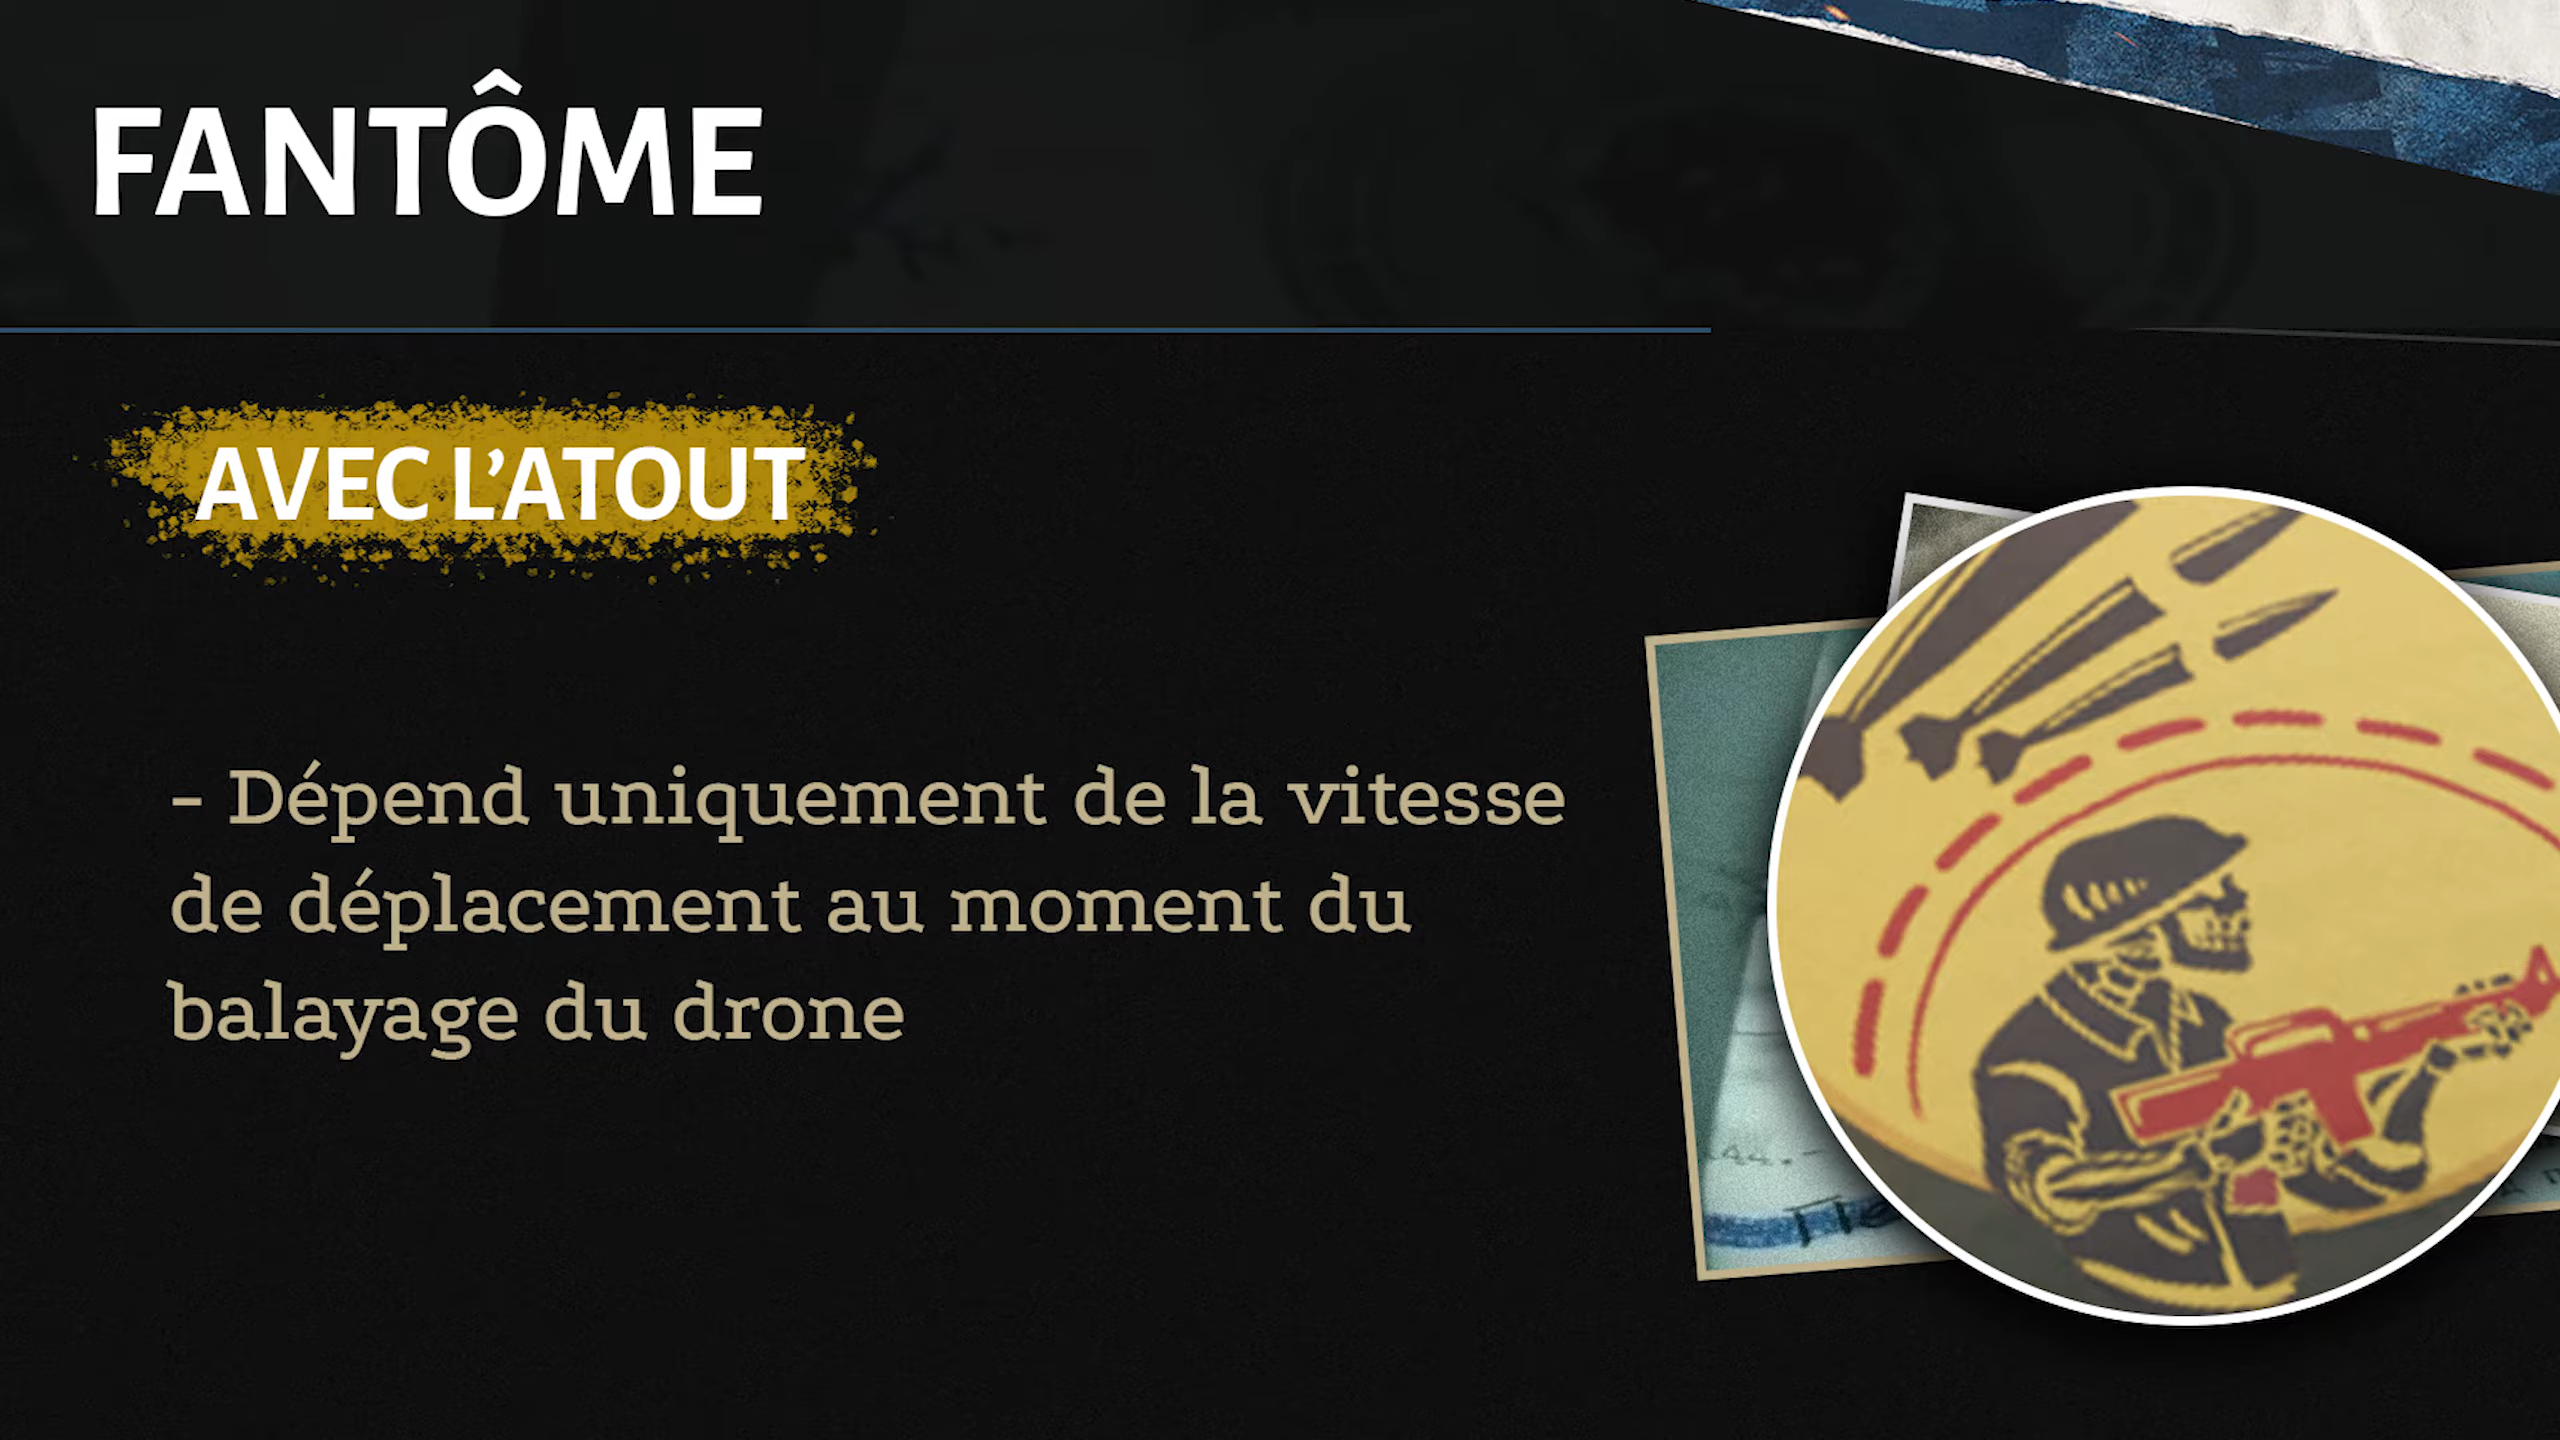 FANTÔME
AVEC L’ATOUT
- Dépend uniquement de la vitesse
de déplacement au moment du
balayage du drone